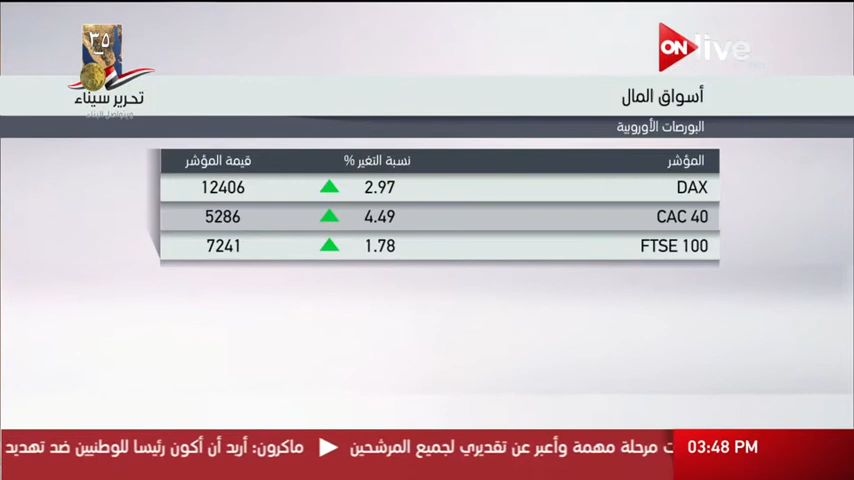 ٣٥
تحرير سيناء
ON live
أسواق المال
البورصات الأوروبية
المؤشر نسبة التغير % قيمة المؤشر
DAX 2.97 12406
CAC 40 4.49 5286
FTSE 100 1.78 7241
03:48 PM
ت مرحلة مهمة وأعبر عن تقديري لجميع المرشحين ماكرون: أريد أن أكون رئيسا للوطنيين ضد تهديد